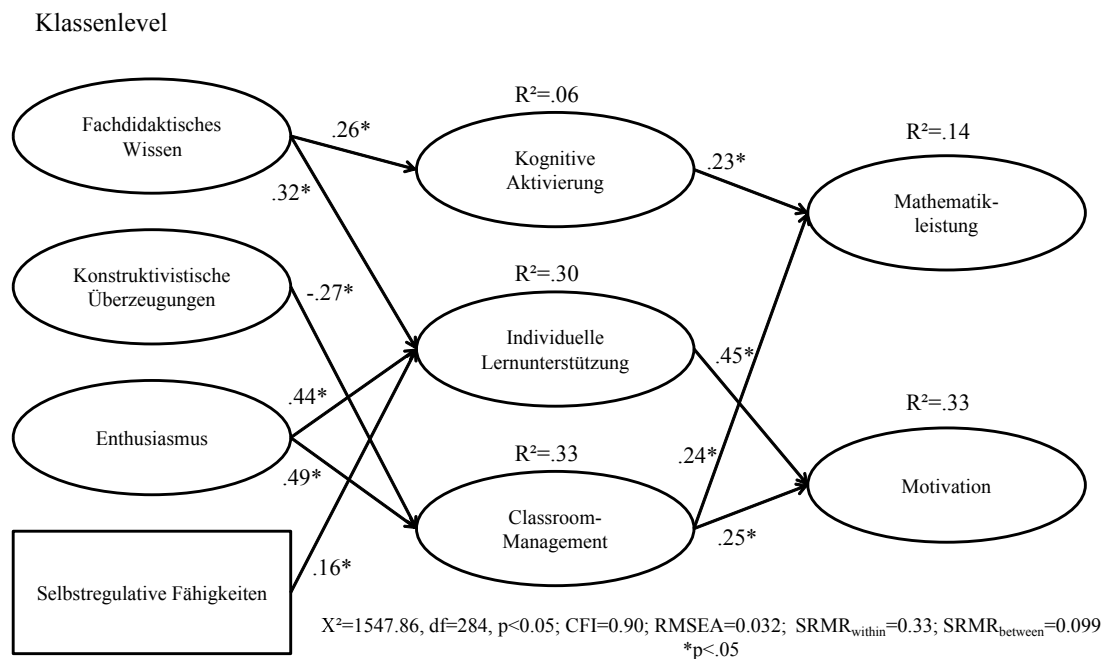 Klassenlevel
Fachdidaktisches
Wissen
Konstruktivistische
Überzeugungen
Enthusiasmus
Selbstregulative Fähigkeiten
.26*
.32*
-.27*
.44*
.49*
.16*
R²=.06
Kognitive
Aktivierung
R²=.30
Individuelle
Lernunterstützung
R²=.33
Classroom-
Management
.23*
.45*
.24*
.25*
R²=.14
Mathematik-
leistung
R²=.33
Motivation
X²=1547.86, df=284, p<0.05; CFI=0.90; RMSEA=0.032; SRMRwithin=0.33; SRMRbetween=0.099
*p<.05